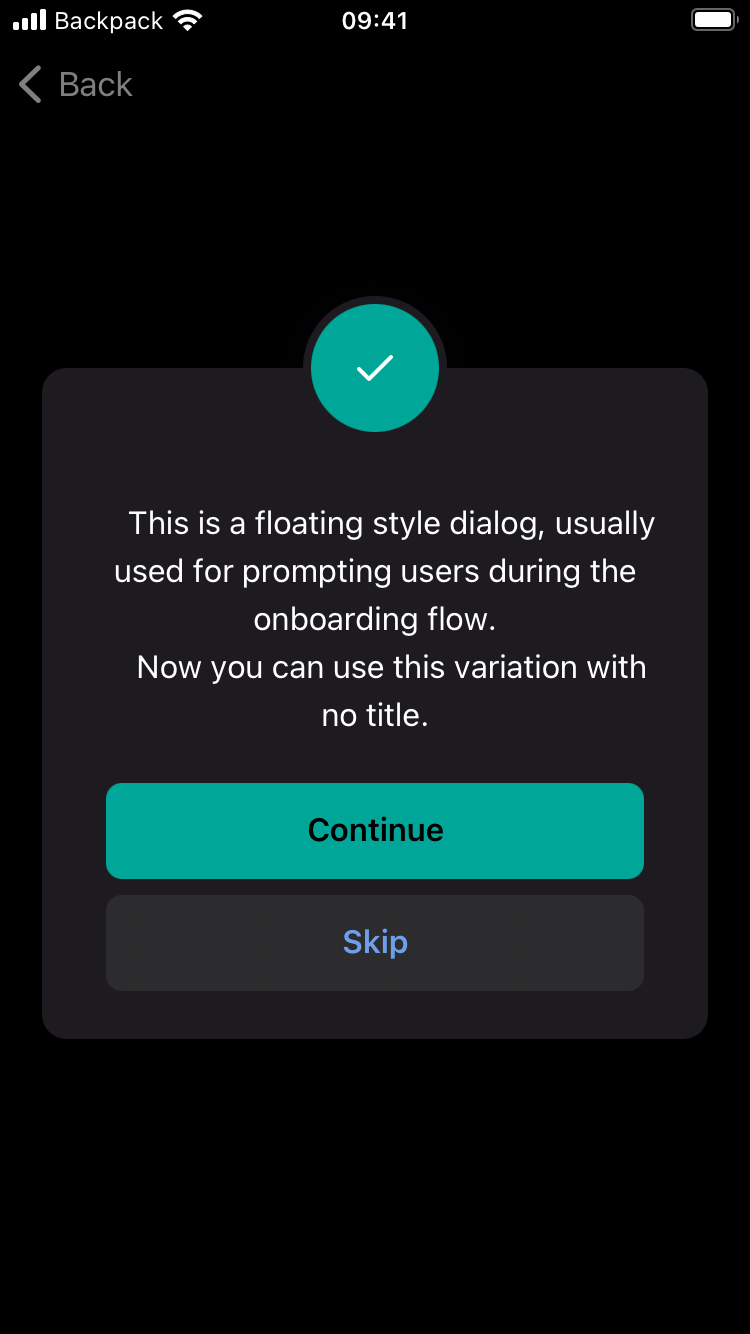 Backpack 09:41
Back
This is a floating style dialog, usually
used for prompting users during the
onboarding flow.
Now you can use this variation with
no title.
Continue
Skip